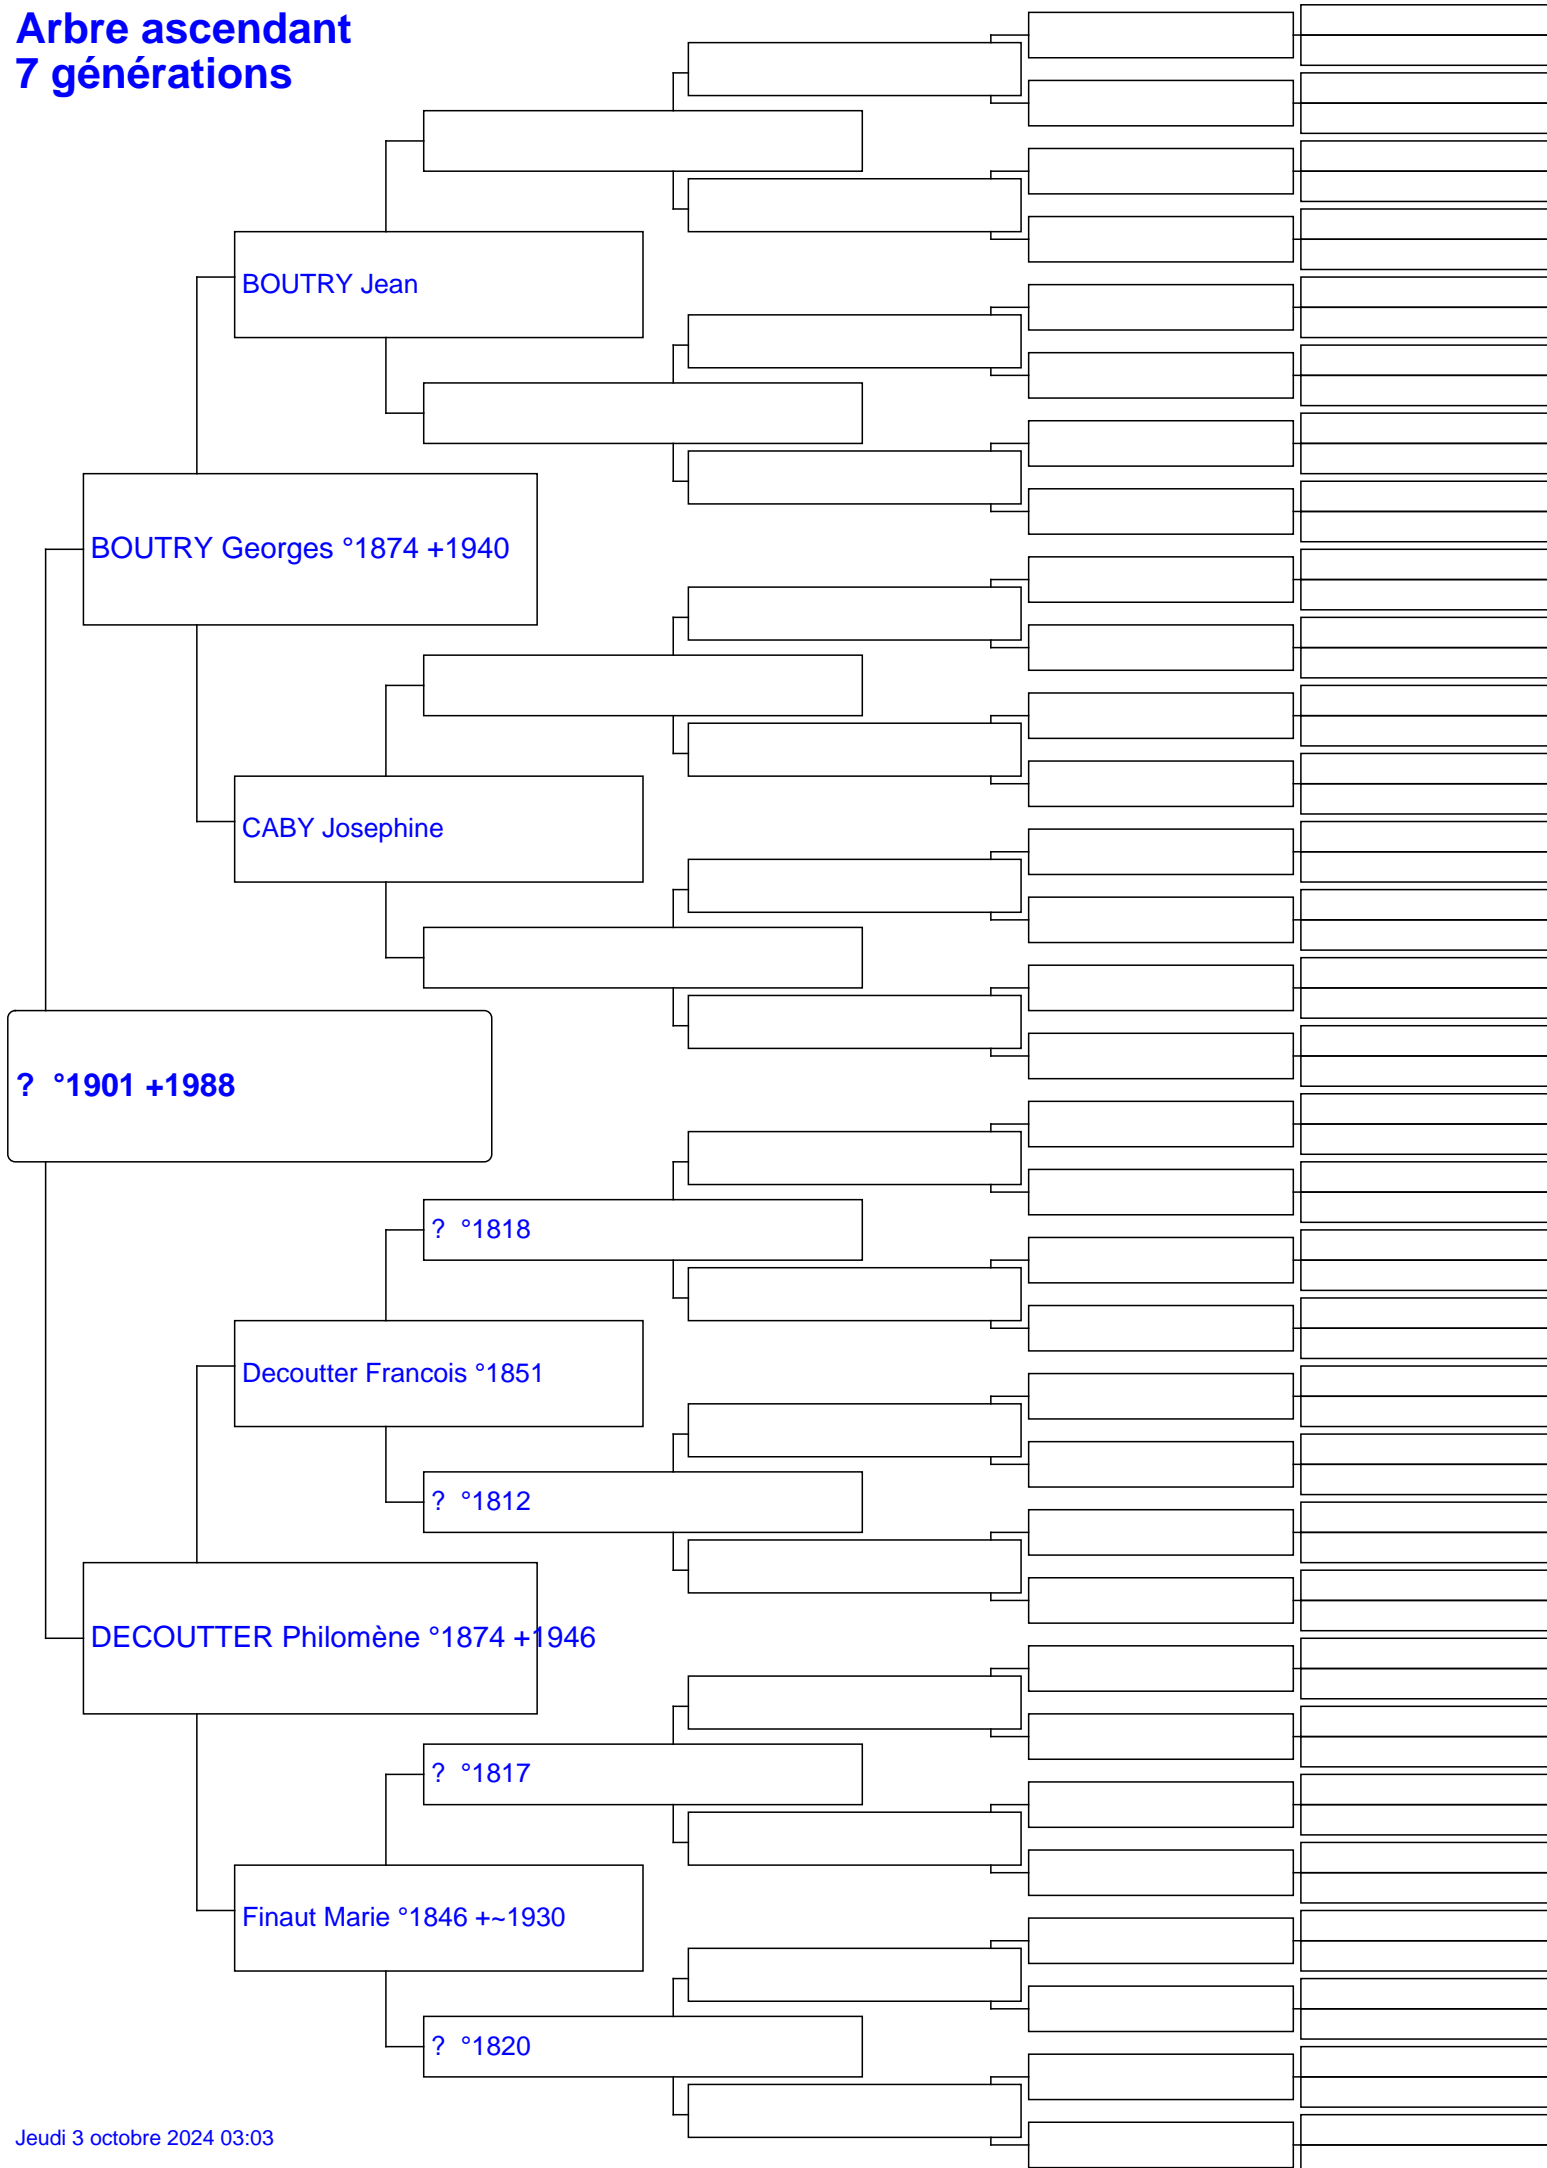 Arbre ascendant
7 générations
BOUTRY Jean
BOUTRY Georges °1874 +1940
CABY Josephine
? °1901 +1988
? °1818
Decoutter Francois °1851
? °1812
DECOUTTER Philomène °1874 +1946
? °1817
Finaut Marie °1846 +~1930
? °1820
Jeudi 3 octobre 2024 03:03